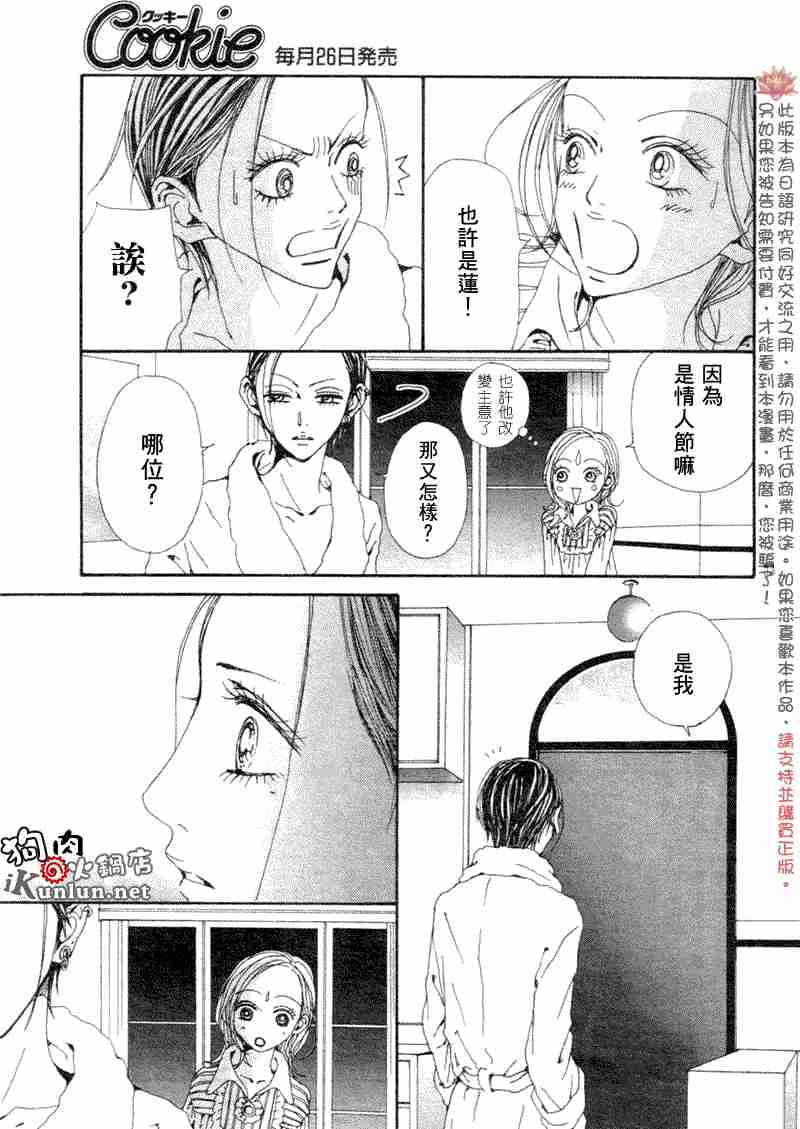 クッキー
Cookie
毎月26日発売
也許是蓮！
誒？
因為
是情人節嘛
也許他改
變主意了
那又怎樣？
哪位？
是我
狗肉
火鍋店
iKunlun.net
此版本為日語研究同好交流之用，請勿用於任何商業用途。如果您喜歡本作品，請支持並購買正版。
另如果您被告知需要付費，才能看到本漫畫，那麼，您被騙了！